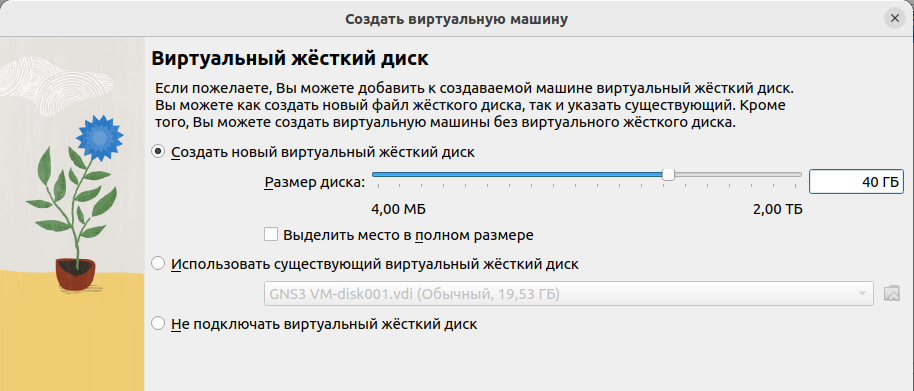 Создать виртуальную машину
Виртуальный жёсткий диск
Если пожелаете, Вы можете добавить к создаваемой машине виртуальный жёсткий диск.
Вы можете как создать новый файл жёсткого диска, так и указать существующий. Кроме
того, Вы можете создать виртуальную машины без виртуального жёсткого диска.
Создать новый виртуальный жёсткий диск
Размер диска:
40 ГБ
4,00 МБ
2,00 ТБ
Выделить место в полном размере
Использовать существующий виртуальный жёсткий диск
GNS3 VM-disk001.vdi (Обычный, 19,53 ГБ)
Не подключать виртуальный жёсткий диск